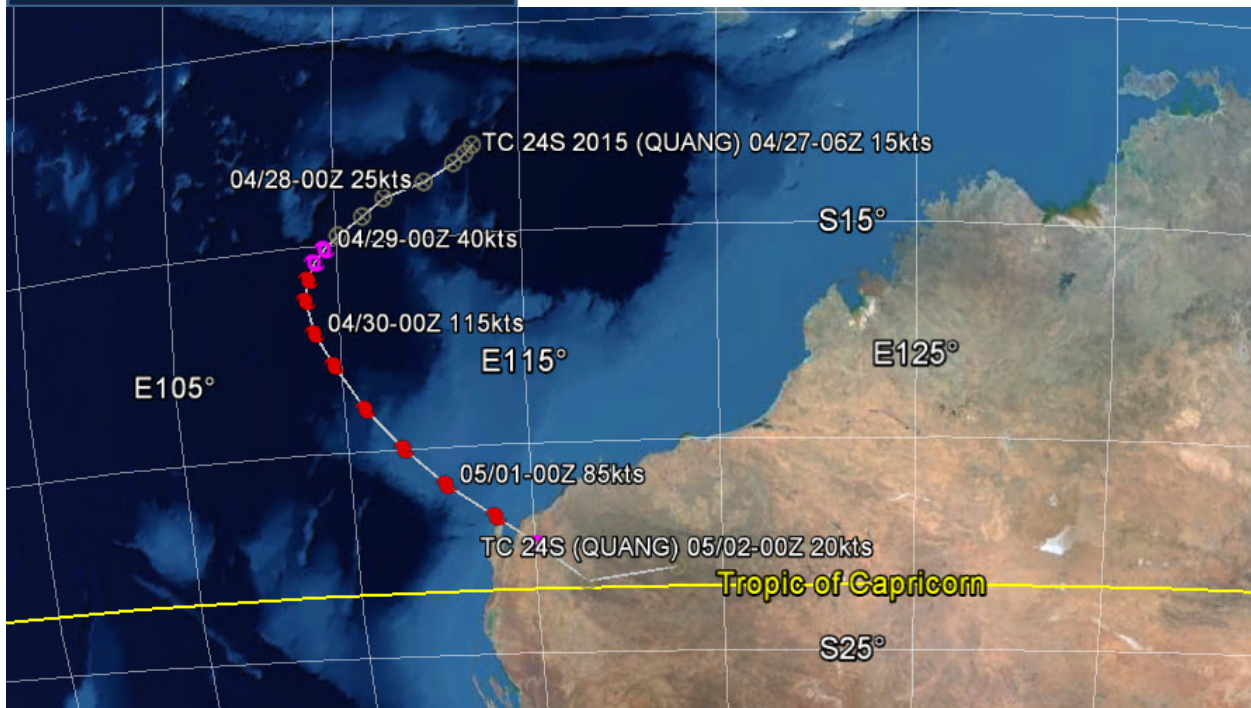 TC 24S 2015 (QUANG) 04/27-06Z 15kts
04/28-00Z 25kts
S15°
04/29-00Z 40kts
04/30-00Z 115kts
E115°
E125°
E105°
05/01-00Z 85kts
TC 24S (QUANG) 05/02-00Z 20kts
Tropic of Capricorn
S25°